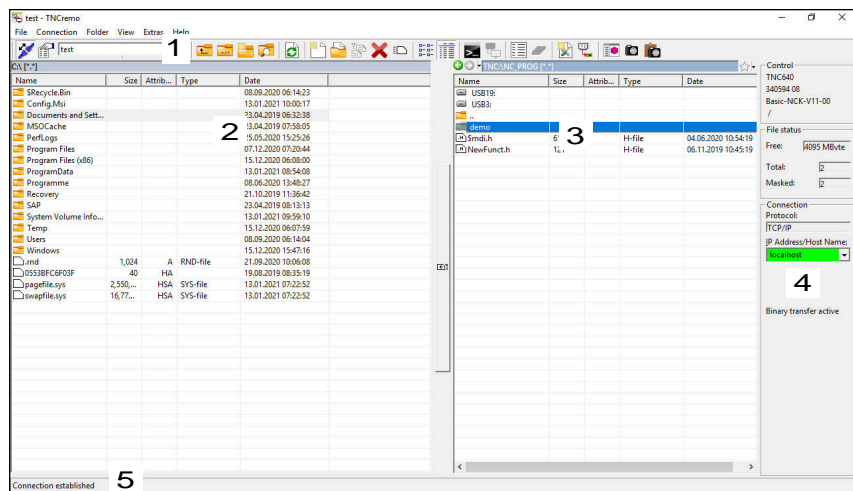 test - TNCremo
File Connection Folder View Extras Help
test
1
C:\ [*.*]
Name Size Attrib... Type Date
$Recycle.Bin 08.09.2020 06:14:23
Config.Msi 13.01.2021 10:00:17
Documents and Sett... 23.04.2019 06:32:38
MSOCache 23.04.2019 07:58:05
PerfLogs 25.05.2020 15:25:26
Program Files 07.12.2020 07:20:44
Program Files (x86) 15.12.2020 06:08:00
ProgramData 13.01.2021 08:54:08
Programme 08.06.2020 13:48:27
Recovery 21.10.2019 11:36:42
SAP 23.04.2019 08:13:13
System Volume Info... 13.01.2021 09:59:10
Temp 15.12.2020 06:07:59
Users 08.09.2020 06:14:04
Windows 15.12.2020 15:47:16
.rnd 1,024 A RND-file 21.09.2020 10:06:08
0553BFC6F03F 40 HA 19.08.2019 08:35:19
pagefile.sys 2,550,... HSA SYS-file 13.01.2021 07:22:52
swapfile.sys 16,77... HSA SYS-file 13.01.2021 07:22:52
2
TNC:\NC_PROG [*.*]
Name Size Attrib... Type Date
USB19:
USB3:
..
demo
$mdi.h H-file 04.06.2020 10:54:19
NewFunct.h H-file 06.11.2019 10:45:19
3
Control
TNC640
340594 08
Basic-NCK-V11-00
/
File status
Free: 4095 MByte
Total: 2
Masked: 2
Connection
Protocol:
TCP/IP
IP Address/Host Name:
localhost
4
Binary transfer active
Connection established
5